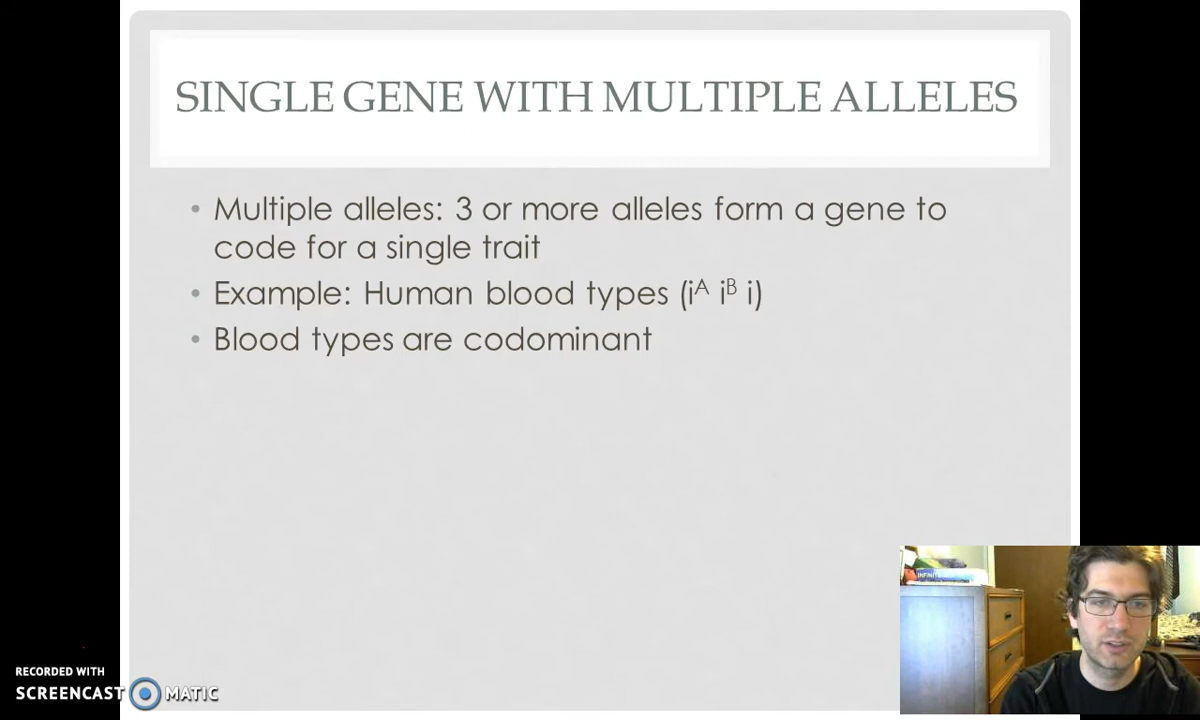 SINGLE GENE WITH MULTIPLE ALLELES
• Multiple alleles: 3 or more alleles form a gene to
code for a single trait
• Example: Human blood types (iᴬ iᴮ i)
• Blood types are codominant
INFINITE
RECORDED WITH
SCREENCAST MATIC